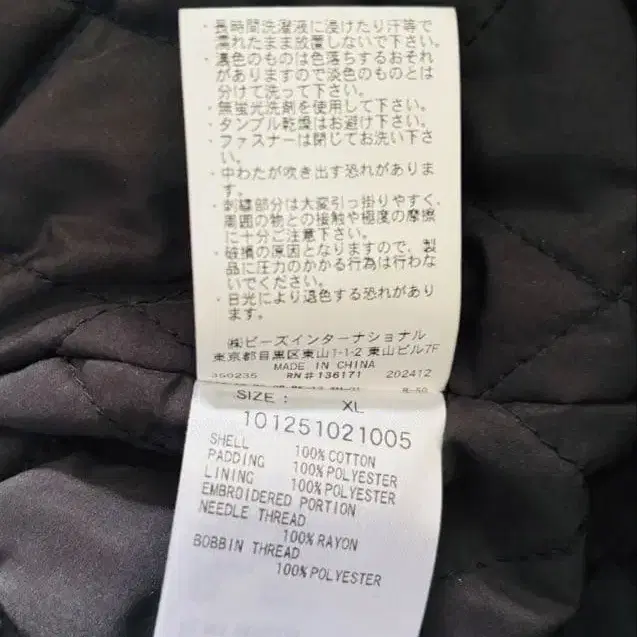 ・長時間洗濯液に浸けたり汗等で
濡れたまま放置しないで下さい。
・濃色のものは色落ちするおそれ
がありますので淡色のものとは
分けて洗って下さい。
・無蛍光洗剤を使用して下さい。
・タンブル乾燥はお避け下さい。
・ファスナーは閉じてお洗い下さ
い。
・中わたが吹き出す恐れがありま
す。
・刺繍部分は大変引っ掛りやすく、
周囲の物との接触や極度の摩擦
に十分ご注意下さい。
・破損の原因となりますので、製
品に圧力のかかる行為は行わな
いでください。
・日光により退色する恐れがあり
ます。
㈱ビーズインターナショナル
東京都目黒区東山1-1-2 東山ビル7F
MADE IN CHINA
350235 RN#136171 202412
SIZE: XL
101251021005
SHELL 100%COTTON
PADDING 100%POLYESTER
LINING 100%POLYESTER
EMBROIDERED PORTION
NEEDLE THREAD
100%RAYON
BOBBIN THREAD
100%POLYESTER